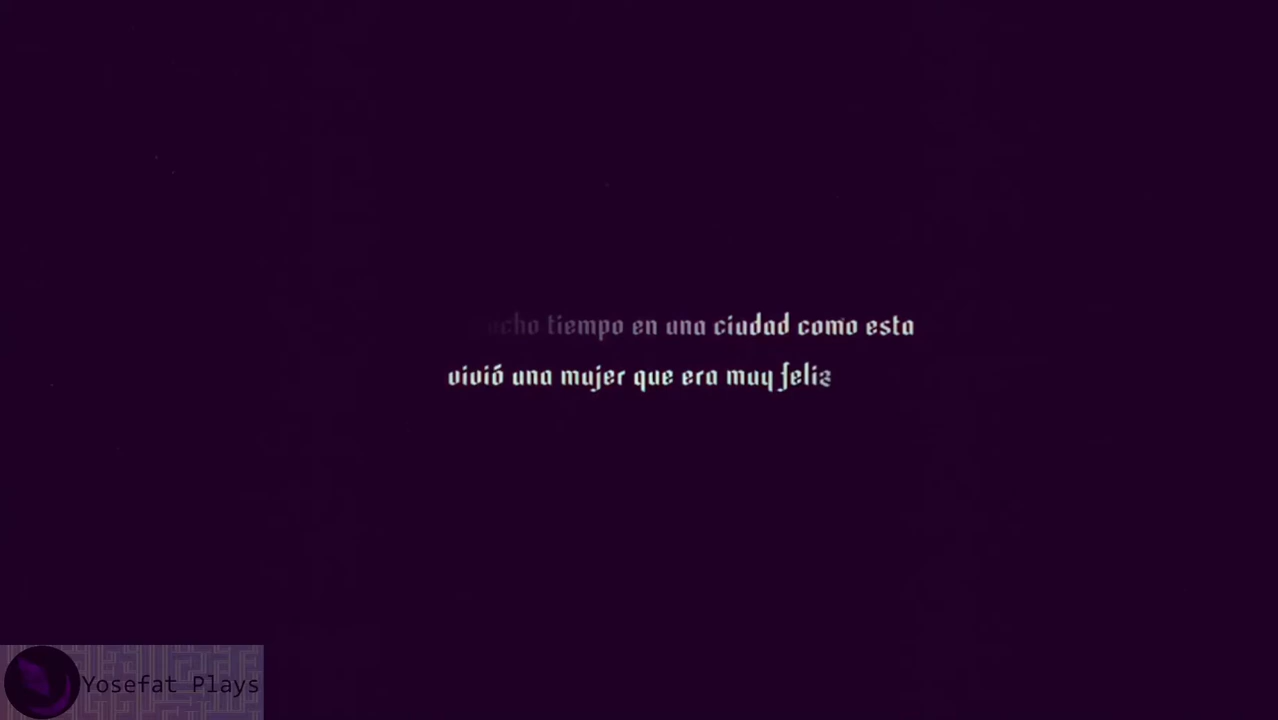 tiempo en una ciudad como esta
vivió una mujer que era muy feliz
Yosefat Plays